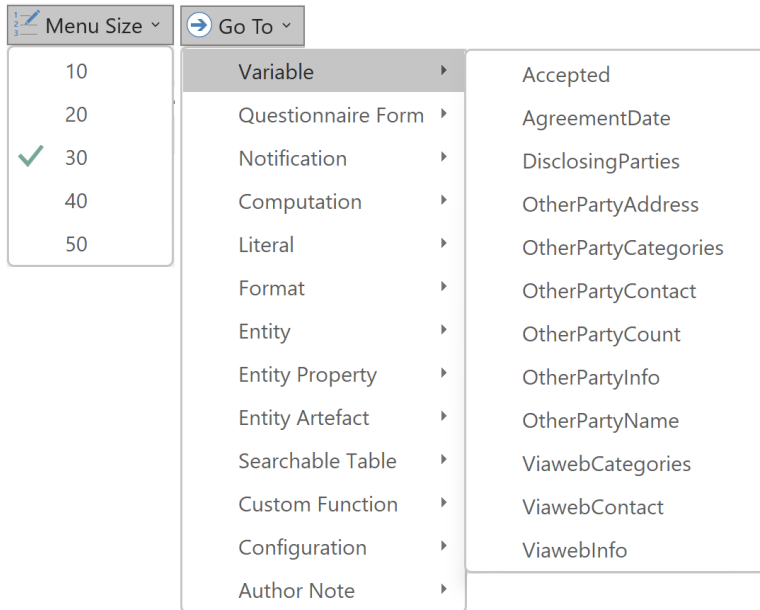 Menu Size
10
20
30
40
50
Go To
Variable
Questionnaire Form
Notification
Computation
Literal
Format
Entity
Entity Property
Entity Artefact
Searchable Table
Custom Function
Configuration
Author Note
Accepted
AgreementDate
DisclosingParties
OtherPartyAddress
OtherPartyCategories
OtherPartyContact
OtherPartyCount
OtherPartyInfo
OtherPartyName
ViawebCategories
ViawebContact
ViawebInfo